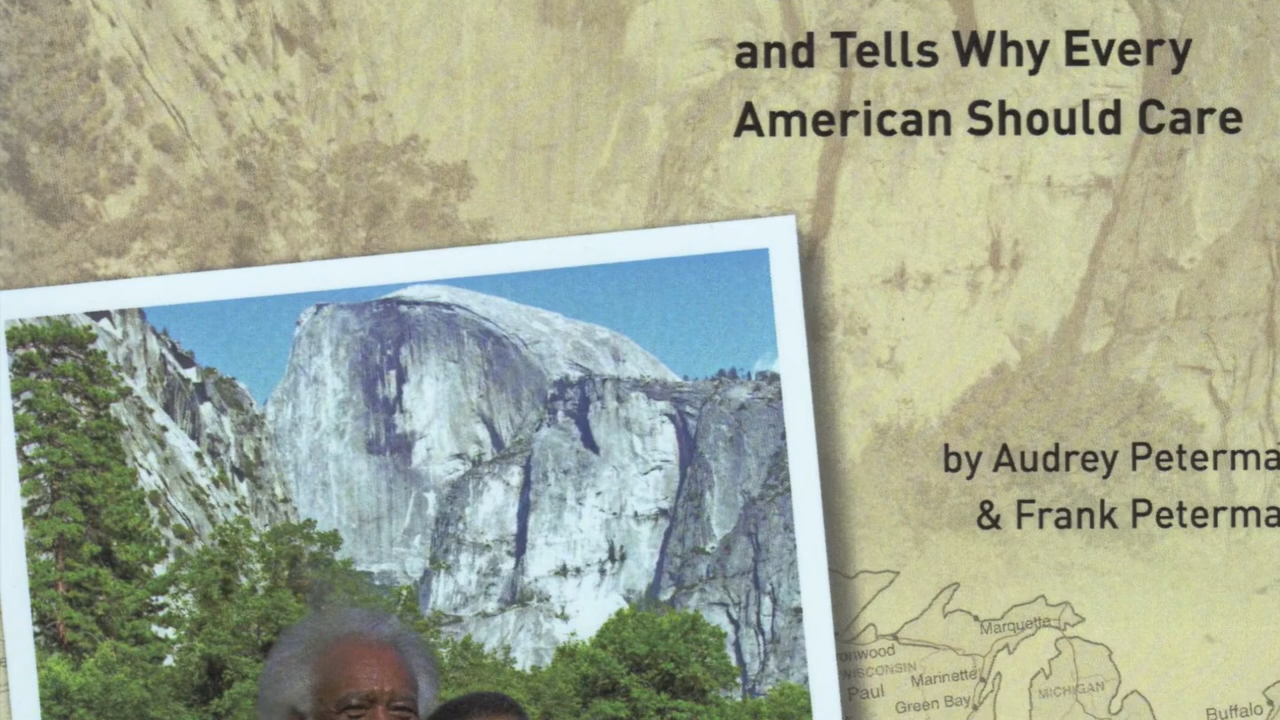 and Tells Why Every
American Should Care
by Audrey Peterma
& Frank Peterma
Marquette
onwood
WISCONSIN
Marinette
Paul
MICHIGAN
Green Bay
Buffalo